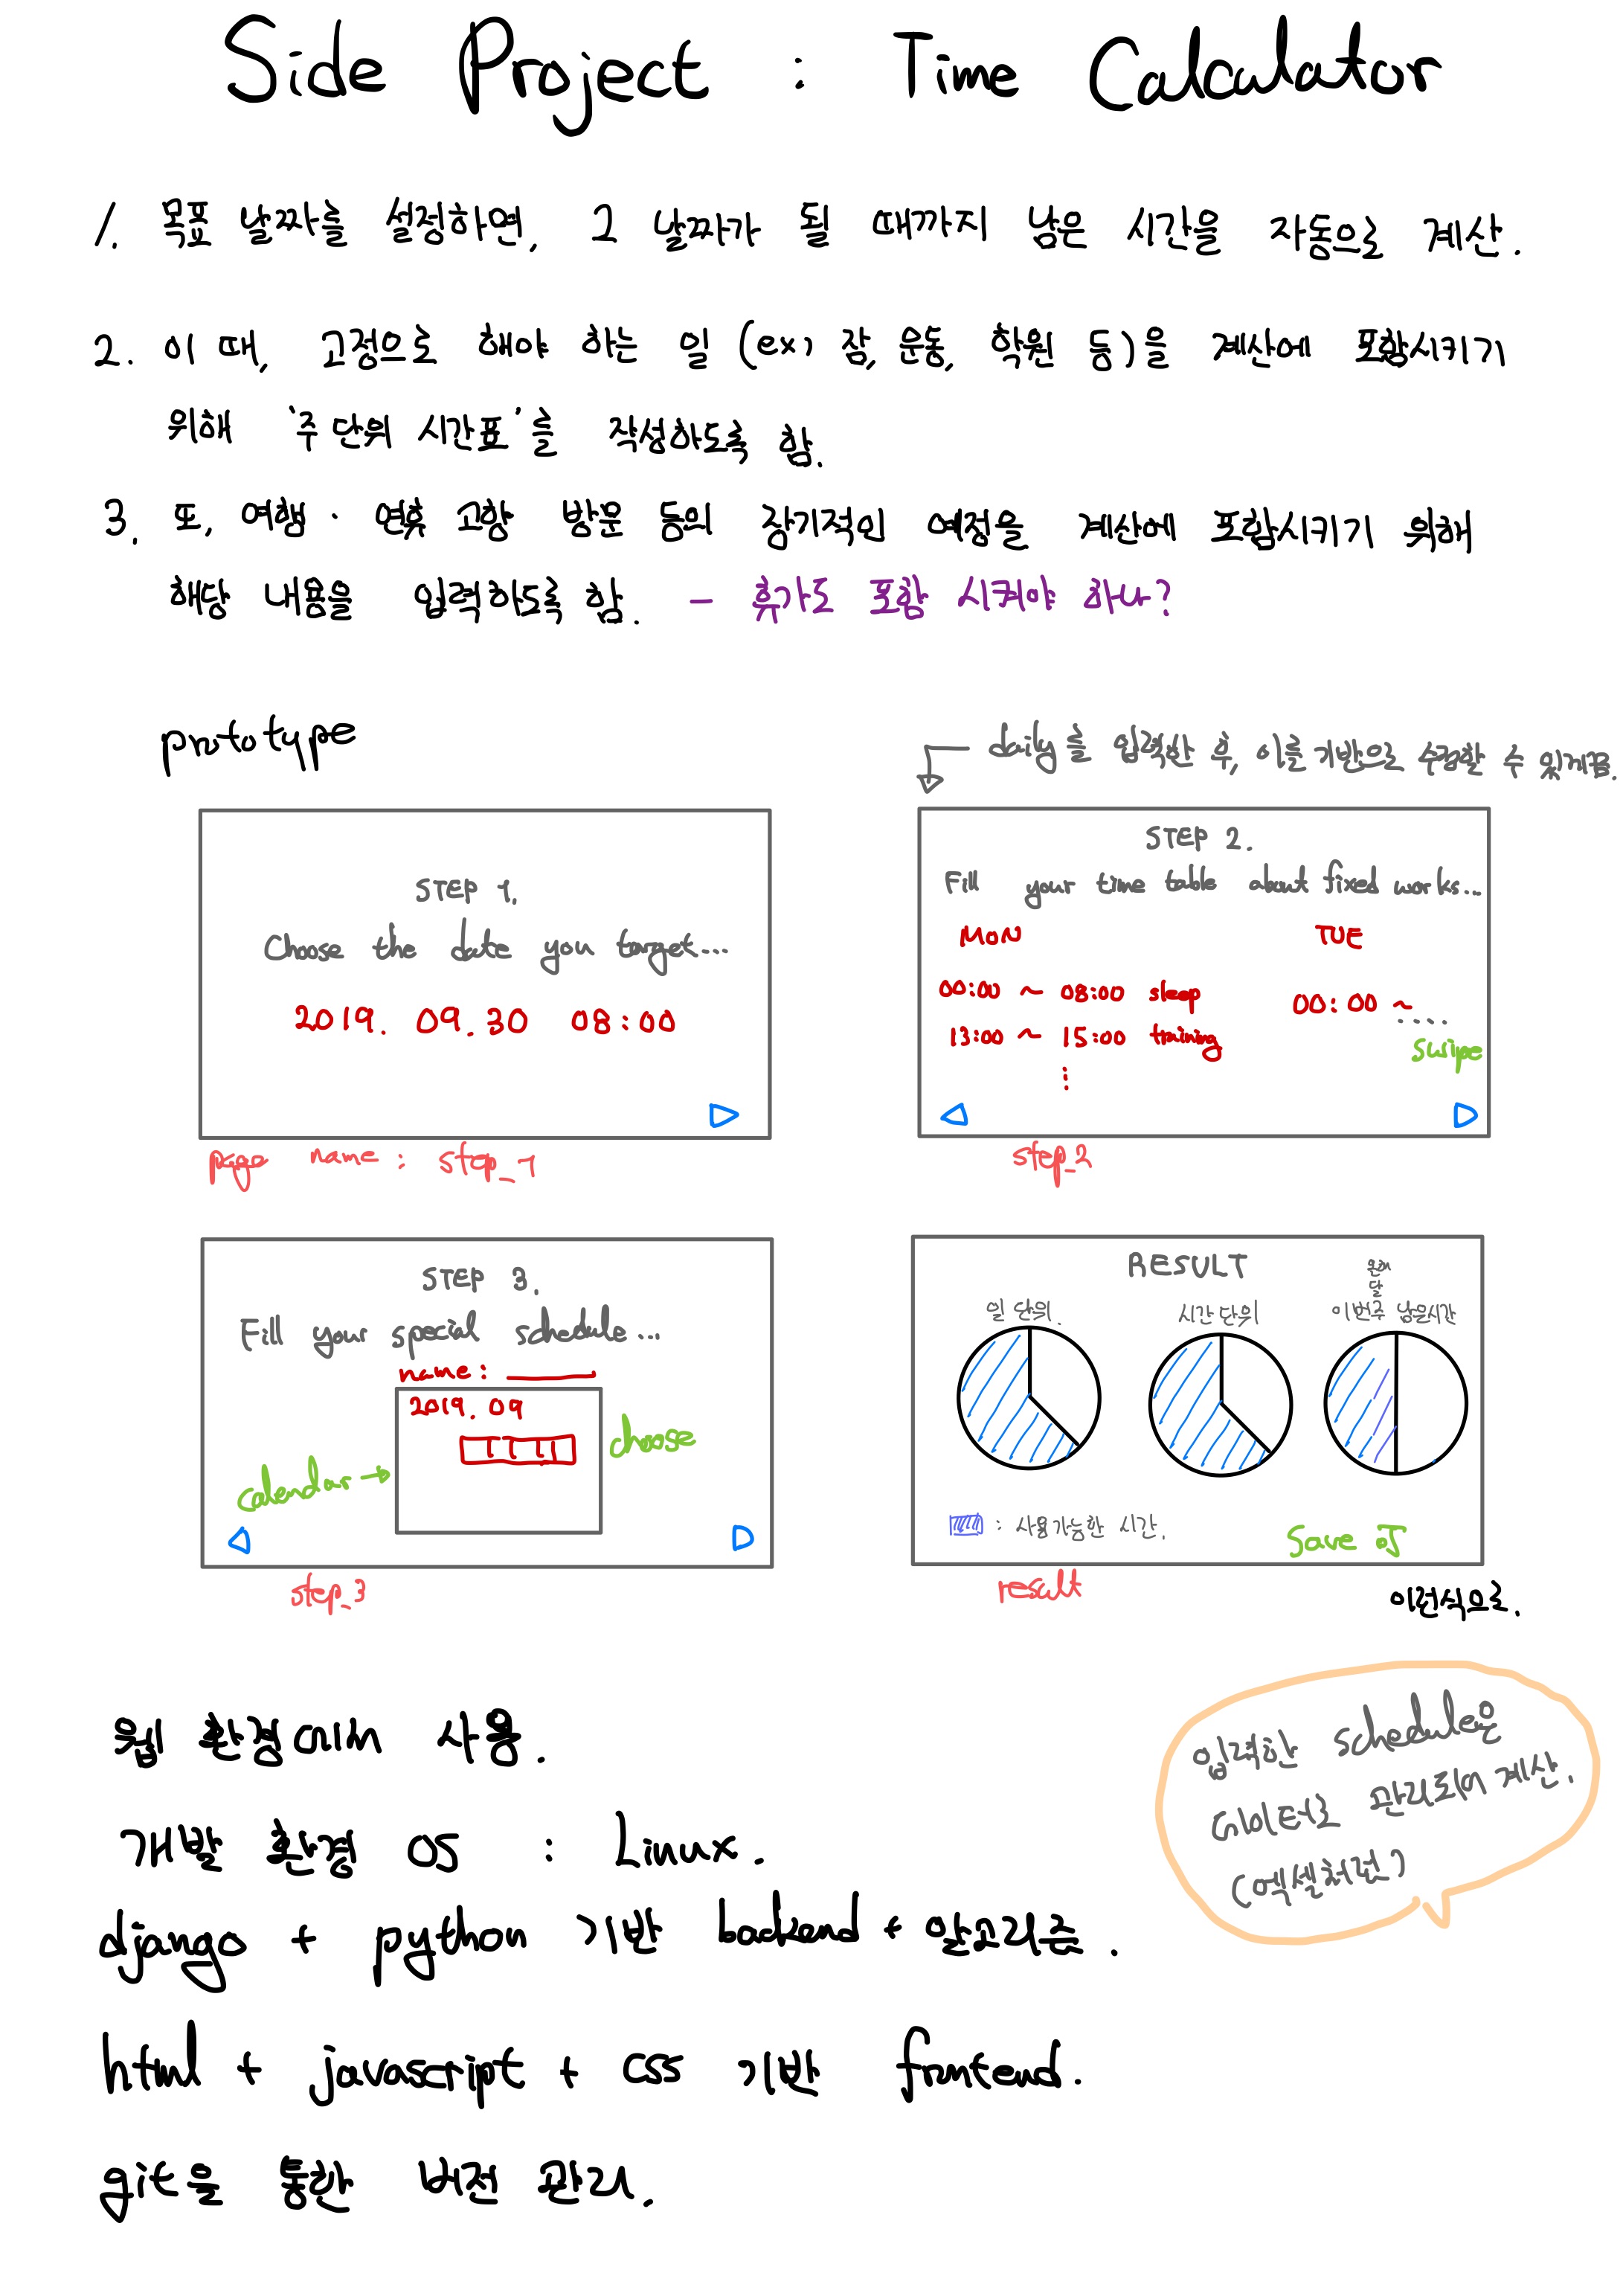 Side Project : Time Calculator
1. 목표 날짜를 설정하면, 그 날짜가 될 때까지 남은 시간을 자동으로 계산.
2. 이 때, 고정으로 해야 하는 일 (ex) 잠, 운동, 학원 등)을 계산에 포함시키기
위해 '주 단위 시간표'를 작성하도록 함.
3. 또, 여행 · 연휴 고향 방문 등의 장기적인 예정을 계산에 포함시키기 위해
해당 내용을 입력하도록 함. - 휴가도 포함 시켜야 하나?
prototype
daily를 입력한 후, 이를 기반으로 수정할 수 있게끔.
STEP 1.
Choose the date you target...
2019. 09.30 08:00
page name : step_1
STEP 2.
Fill your time table about fixed works...
MON TUE
00:00 ~ 08:00 sleep 00:00 ~ ....
13:00 ~ 15:00 training
swipe
step_2
STEP 3.
Fill your special schedule...
name :
2019. 09
choose
calendar →
step_3
RESULT
일 단위.
시간 단위
달
이번주 남은시간
: 사용가능한 시간.
Save
result
이런식으로.
웹 환경에서 사용.
입력한 schedule은
데이터로 관리되어 계산.
(엑셀처럼)
개발 환경 OS : Linux.
django + python 기반 backend + 알고리즘.
html + javascript + css 기반 frontend.
git을 통한 버전 관리.